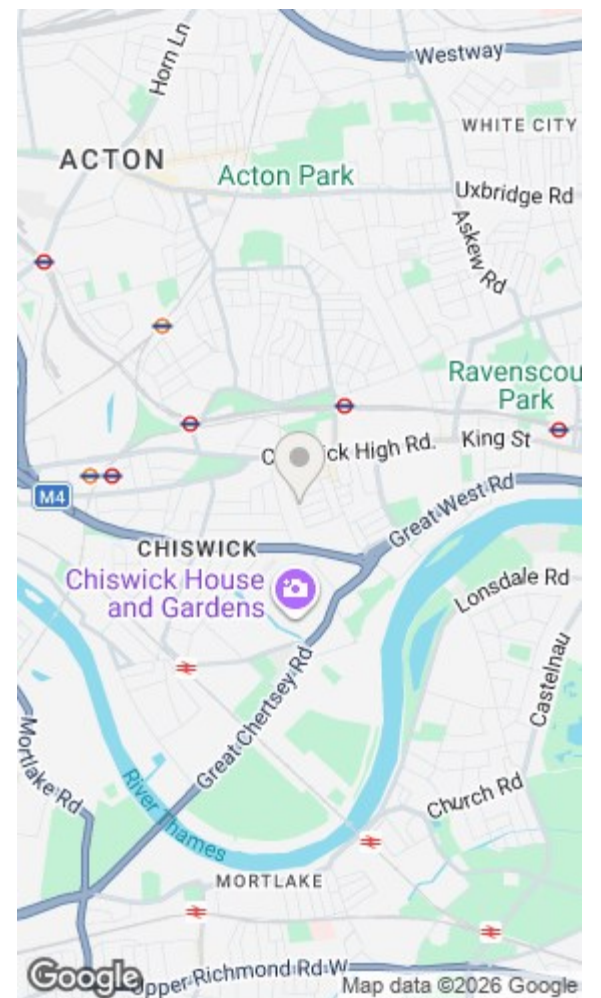 Horn Ln
Westway
WHITE CITY
ACTON
Acton Park
Uxbridge Rd
Askew Rd
Ravenscou
Park
Chiswick High Rd.
King St
M4
Great West Rd
CHISWICK
Chiswick House
and Gardens
Lonsdale Rd
Castelnau
Great Chertsey Rd
Mortlake Rd
River Thames
Church Rd
MORTLAKE
Upper Richmond Rd W
Google
Map data ©2026 Google